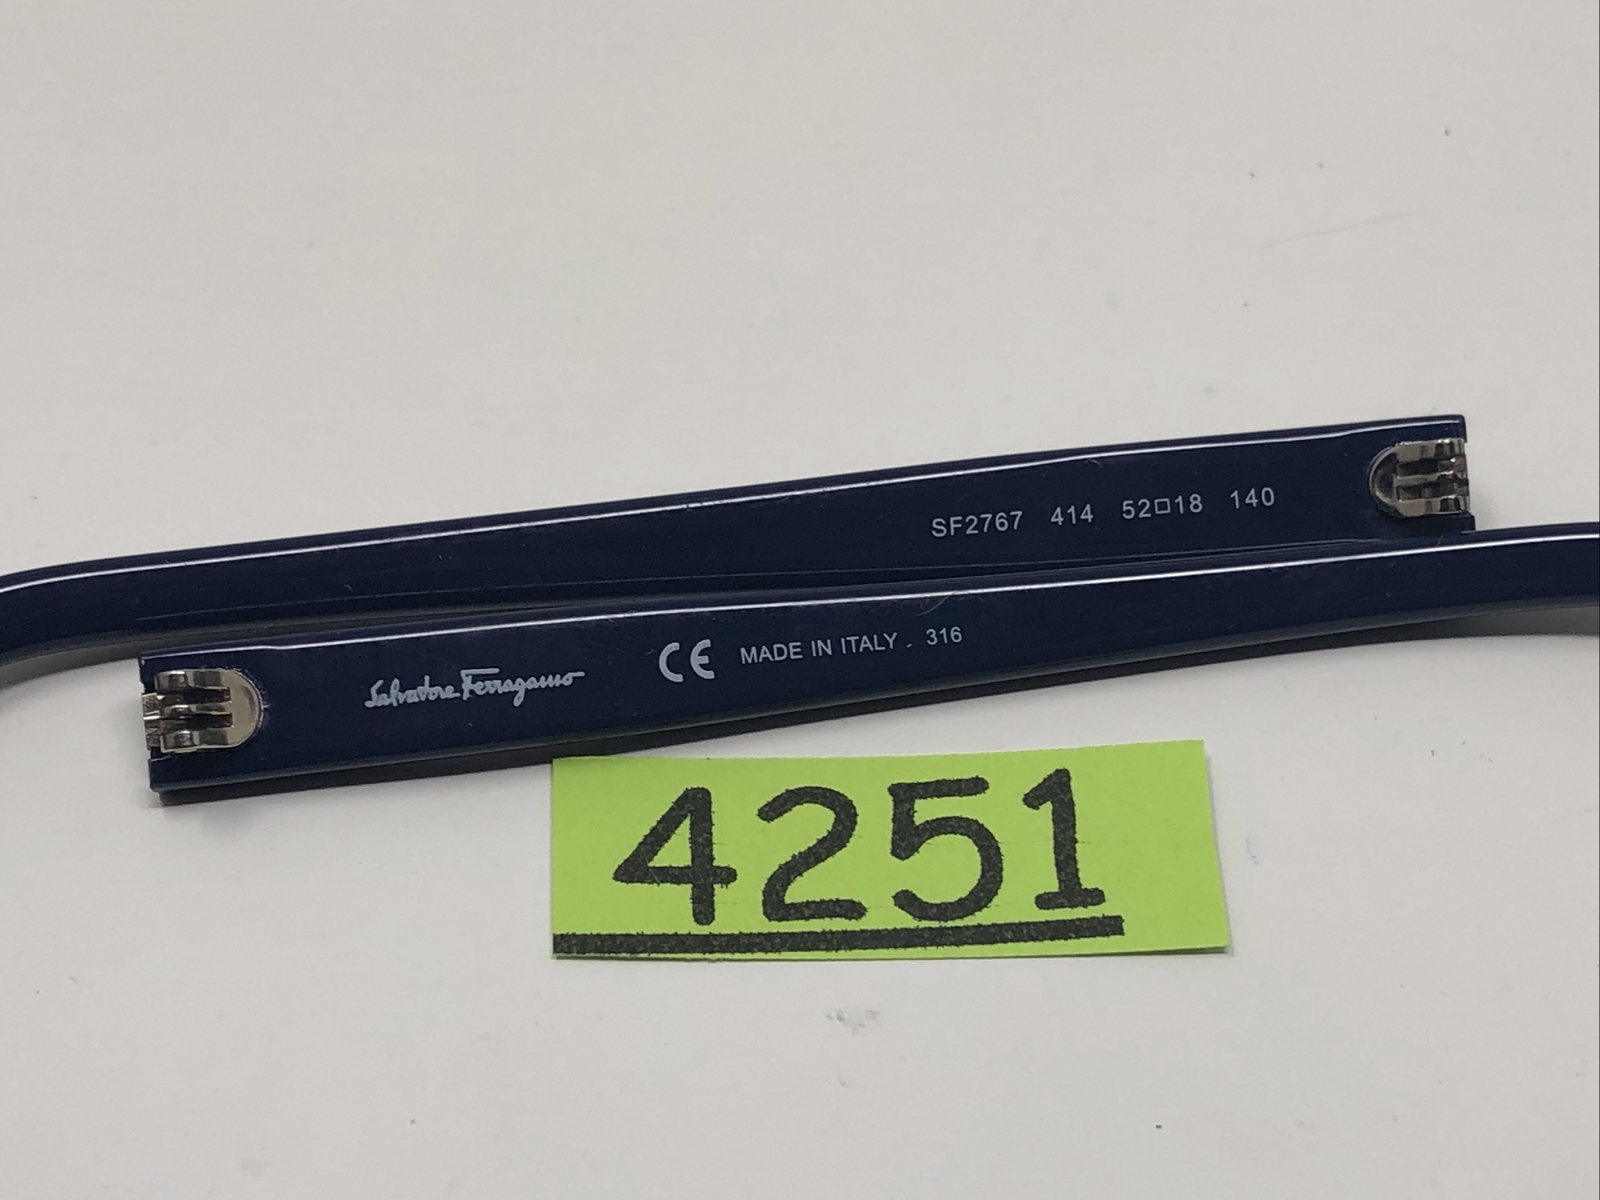 SF2767 414 52□18 140
Salvatore Ferragamo CE MADE IN ITALY . 316
4251